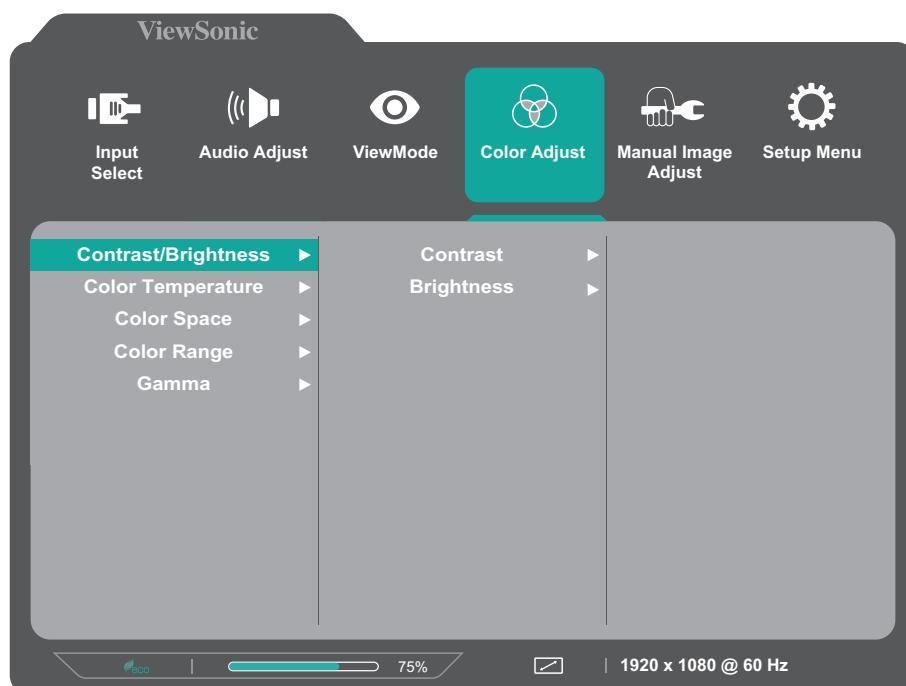 ViewSonic
Input
Select
Audio Adjust
ViewMode
Color Adjust
Manual Image
Adjust
Setup Menu
Contrast/Brightness
Color Temperature
Color Space
Color Range
Gamma
Contrast
Brightness
eco
75%
1920 x 1080 @ 60 Hz